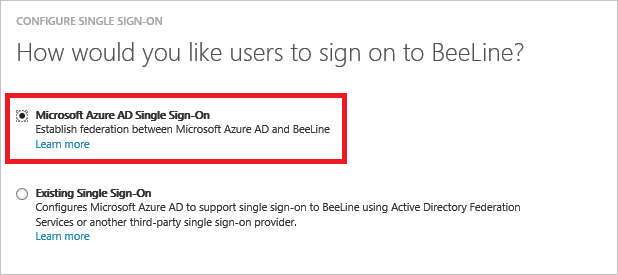 CONFIGURE SINGLE SIGN-ON
How would you like users to sign on to BeeLine?
Microsoft Azure AD Single Sign-On
Establish federation between Microsoft Azure AD and BeeLine
Learn more
Existing Single Sign-On
Configures Microsoft Azure AD to support single sign-on to BeeLine using Active Directory Federation
Services or another third-party single sign-on provider.
Learn more